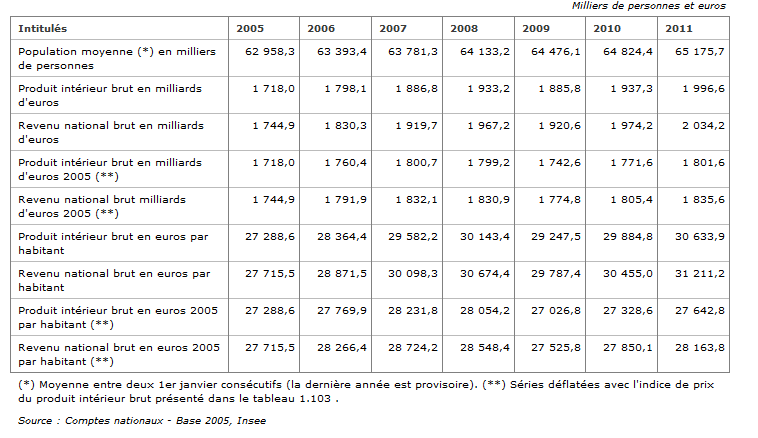 Milliers de personnes et euros
Intitulés 2005 2006 2007 2008 2009 2010 2011
Population moyenne (*) en milliers 62 958,3 63 393,4 63 781,3 64 133,2 64 476,1 64 824,4 65 175,7
de personnes
Produit intérieur brut en milliards 1 718,0 1 798,1 1 886,8 1 933,2 1 885,8 1 937,3 1 996,6
d'euros
Revenu national brut en milliards 1 744,9 1 830,3 1 919,7 1 967,2 1 920,6 1 974,2 2 034,2
d'euros
Produit intérieur brut en milliards 1 718,0 1 760,4 1 800,7 1 799,2 1 742,6 1 771,6 1 801,6
d'euros 2005 (**)
Revenu national brut milliards 1 744,9 1 791,9 1 832,1 1 830,9 1 774,8 1 805,4 1 835,6
d'euros 2005 (**)
Produit intérieur brut en euros par 27 288,6 28 364,4 29 582,2 30 143,4 29 247,5 29 884,8 30 633,9
habitant
Revenu national brut en euros par 27 715,5 28 871,5 30 098,3 30 674,4 29 787,4 30 455,0 31 211,2
habitant
Produit intérieur brut en euros 2005 27 288,6 27 769,9 28 231,8 28 054,2 27 026,8 27 328,6 27 642,8
par habitant (**)
Revenu national brut en euros 2005 27 715,5 28 266,4 28 724,2 28 548,4 27 525,8 27 850,1 28 163,8
par habitant (**)
(*) Moyenne entre deux 1er janvier consécutifs (la dernière année est provisoire). (**) Séries déflatées avec l'indice de prix
du produit intérieur brut présenté dans le tableau 1.103 .
Source : Comptes nationaux - Base 2005, Insee